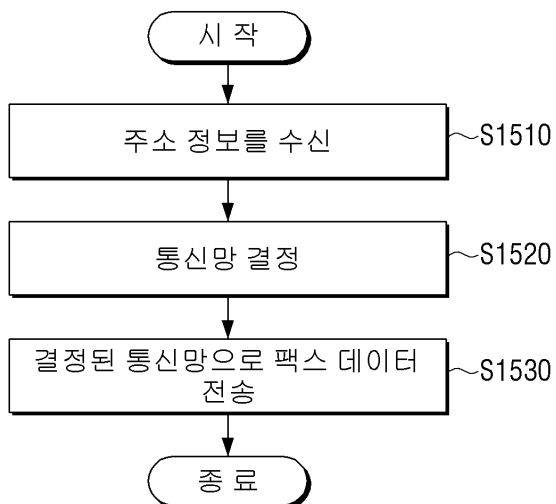 시 작
주소 정보를 수신
S1510
통신망 결정
S1520
결정된 통신망으로 팩스 데이터
전송
S1530
종 료